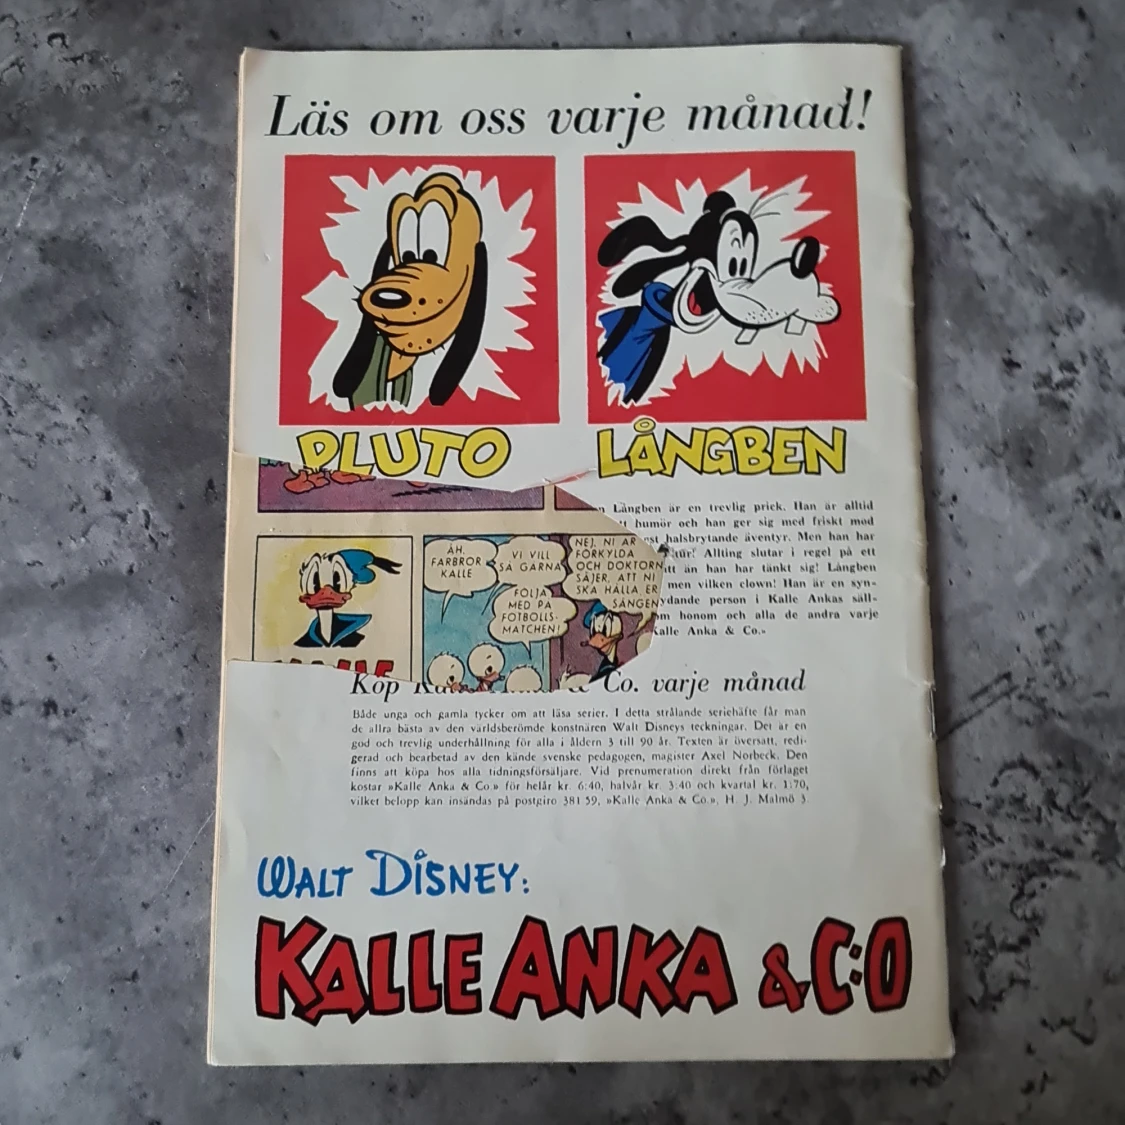 Läs om oss varje månad!
PLUTO
LÅNGBEN
Långben är en trevlig prick. Han är alltid
humör och han ger sig med friskt mod
halsbrytande äventyr. Men han har
tur! Allting slutar i regel på ett
än han har tänkt sig! Långben
men vilken clown! Han är en syn-
dande person i Kalle Ankas säll-
honom och alla de andra varje
Kalle Anka & Co.»
ÅH,
FARBROR
KALLE
VI VILL
SÅ GÄRNA
FÖLJA
MED PÅ
FOTBOLLS-
MATCHEN!
NEJ, NI ÄR
FÖRKYLDA
OCH DOKTORN
SÄJER, ATT NI
SKA HÅLLA ER
SÄNGEN
Köp & Co. varje månad
Både unga och gamla tycker om att läsa serier. I detta strålande seriehäfte får man
de allra bästa av den världsberömde konstnären Walt Disneys teckningar. Det är en
god och trevlig underhållning för alla i åldern 3 till 90 år. Texten är översatt, redi-
gerad och bearbetad av den kände svenske pedagogen, magister Axel Norbeck. Den
finns att köpa hos alla tidningsförsäljare. Vid prenumeration direkt från förlaget
kostar »Kalle Anka & Co.» för helår kr. 6:40, halvår kr. 3:40 och kvartal kr. 1:70,
vilket belopp kan insändas på postgiro 381 59, »Kalle Anka & Co.», H. J. Malmö 3.
WALT DISNEY:
KALLE ANKA & C:O